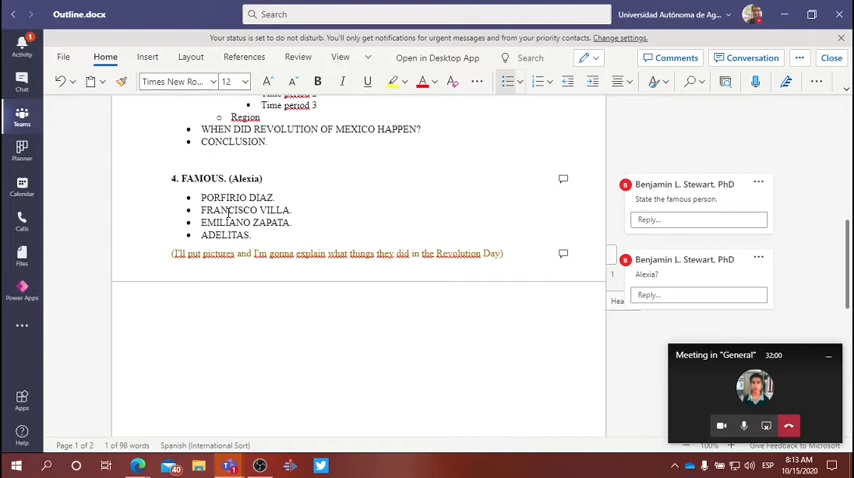 Outline.docx
Search
Universidad Autónoma de Ag...
Your status is set to do not disturb. You'll only get notifications for urgent messages and from your priority contacts. Change settings.
File
Home
Insert
Layout
References
Review
View
Open in Desktop App
Search
Comments
Conversation
Close
Times New Ro
12
Activity
Chat
Teams
Planner
Calendar
Calls
Files
Power Apps
Apps
Help
Time period 3
Region
WHEN DID REVOLUTION OF MEXICO HAPPEN?
CONCLUSION.
4. FAMOUS. (Alexia)
PORFIRIO DIAZ.
FRANCISCO VILLA.
EMILIANO ZAPATA.
ADELITAS.
(I'll put pictures and I'm gonna explain what things they did in the Revolution Day)
Benjamin L. Stewart, PhD
State the famous person.
Reply...
Benjamin L. Stewart, PhD
Alexia?
Reply...
Meeting in "General"
32:00
Page 1 of 2
1 of 98 words
Spanish (International Sort)
100%
Give Feedback to Microsoft
40
ESP
8:13 AM
10/15/2020